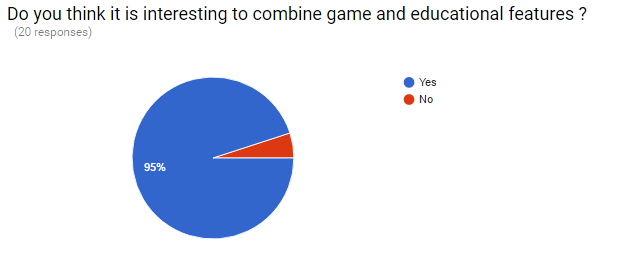 Do you think it is interesting to combine game and educational features ?
(20 responses)
Yes
No
95%